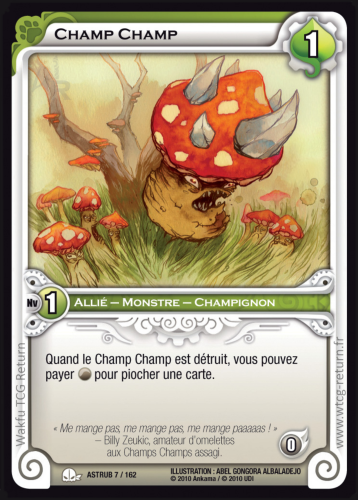 Champ Champ
1
Nv 1
Allié – Monstre – Champignon
Quand le Champ Champ est détruit, vous pouvez
payer pour piocher une carte.
« Me mange pas, me mange pas, me mange paaaaas ! »
– Billy Zeukic, amateur d'omelettes
aux Champs Champs assagi.
0
ASTRUB 7 / 162
ILLUSTRATION : ABEL GONGORA ALBALADEJO
© 2010 Ankama / © 2010 UDI
Wakfu TCG Return
www.wtcg-return.fr